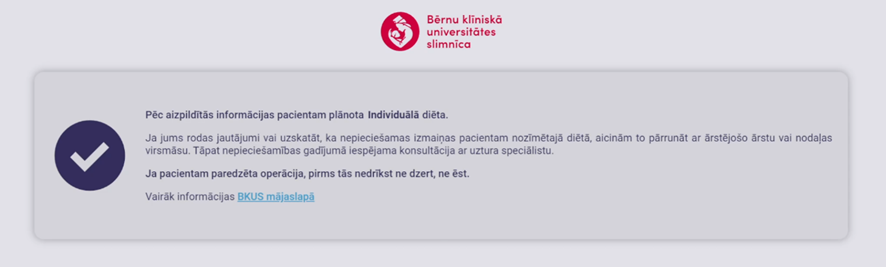 Bērnu klīniskā
universitātes
slimnīca
Pēc aizpildītās informācijas pacientam plānota Individuālā diēta.
Ja jums rodas jautājumi vai uzskatāt, ka nepieciešamas izmaiņas pacientam nozīmētajā diētā, aicinām to pārrunāt ar ārstējošo ārstu vai nodaļas
virsmāsu. Tāpat nepieciešamības gadījumā iespējama konsultācija ar uztura speciālistu.
Ja pacientam paredzēta operācija, pirms tās nedrīkst ne dzert, ne ēst.
Vairāk informācijas BKUS mājaslapā